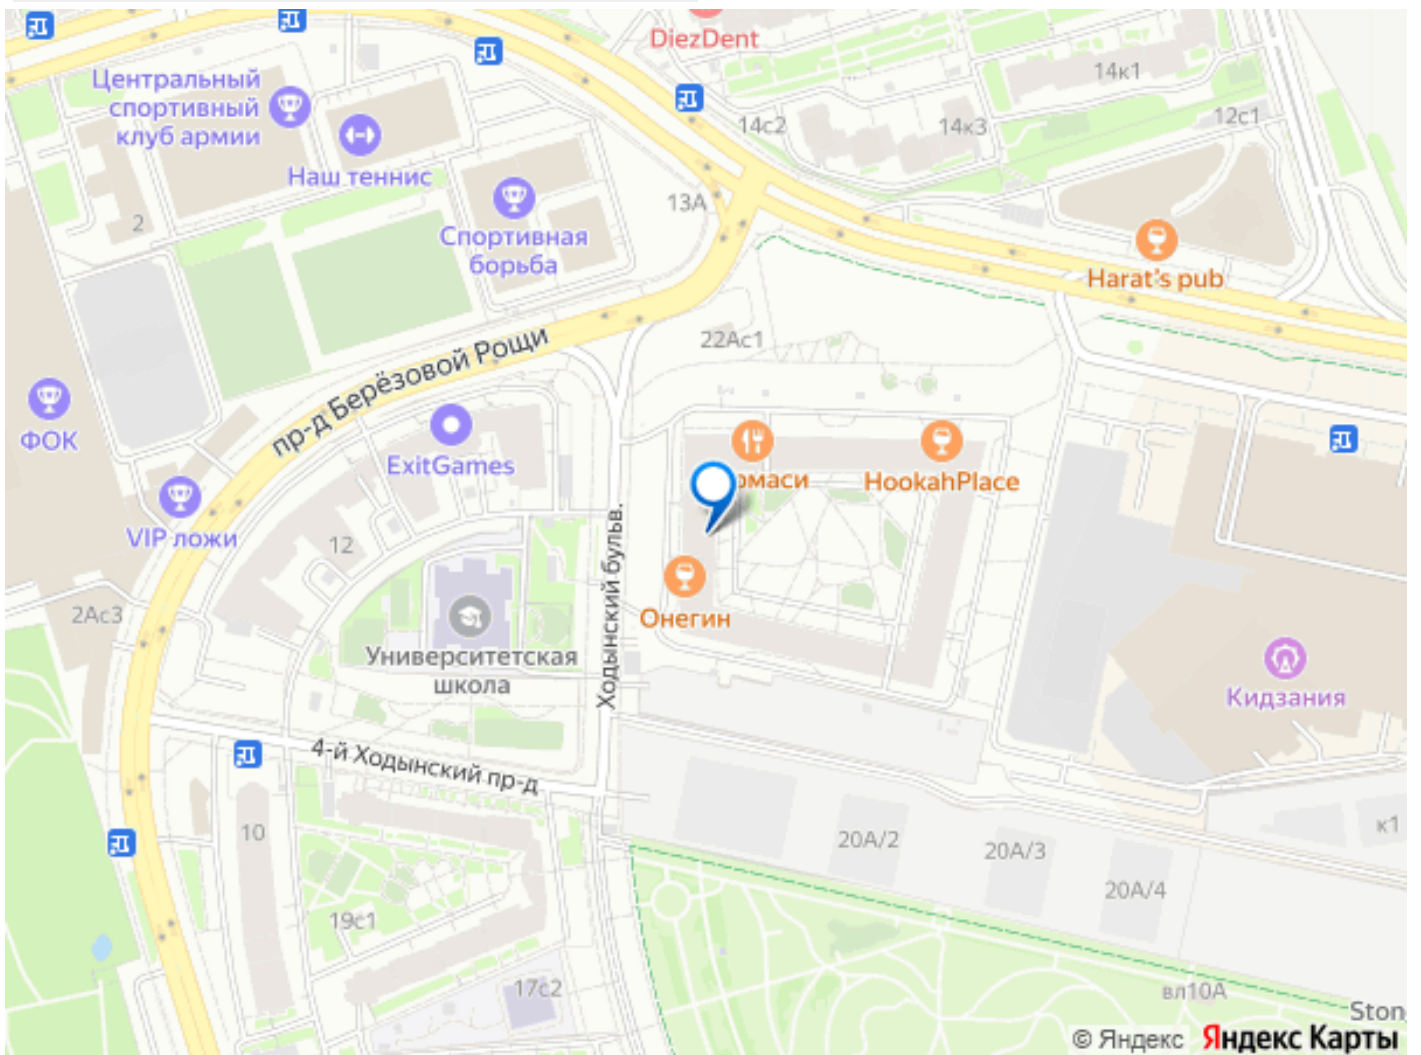 DiezDent
14к1
Центральный
спортивный
клуб армии
12с1
14с2
14к3
Наш теннис
13А
2
Спортивная
борьба
Harat's pub
22Ас1
пр-д Берёзовой Рощи
ФОК
ExitGames
HookahPlace
VIP ложи
12
Ходынский бульв.
2Ас3
Онегин
Университетская
школа
Кидзания
4-й Ходынский пр-д
10
20А/2
20А/3
к1
20А/4
19с1
17с2
вл10А
© Яндекс Яндекс Карты